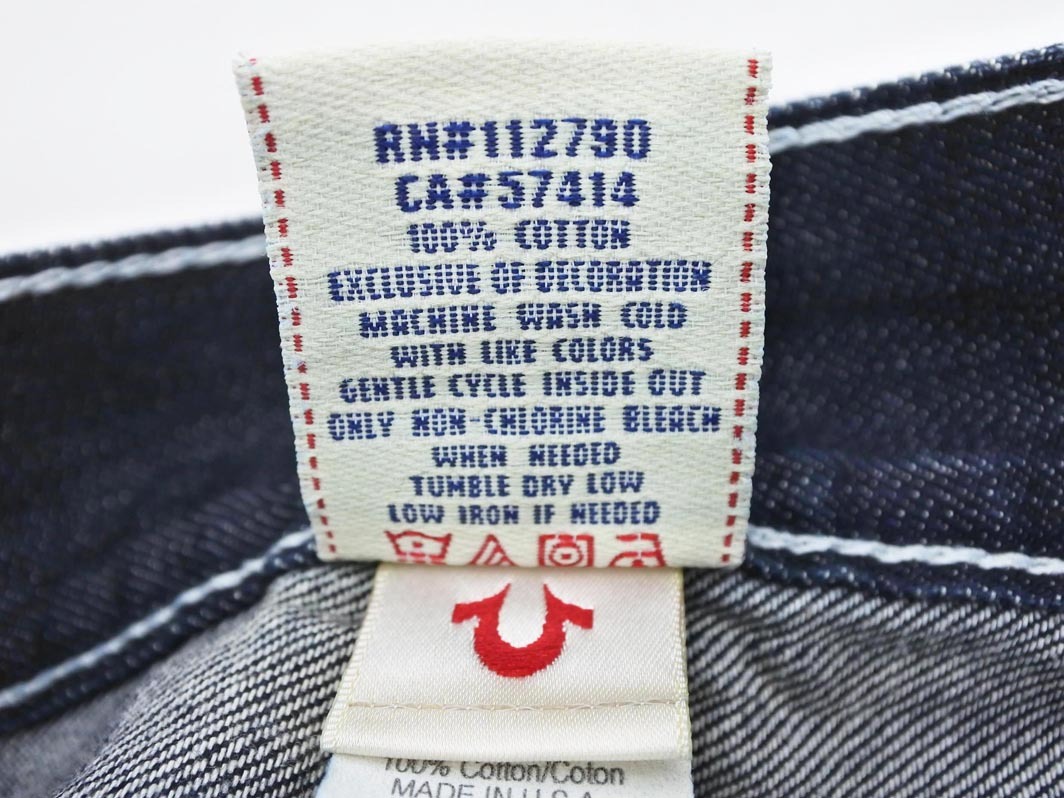 RN#112790
CA#57414
100% COTTON
EXCLUSIVE OF DECORATION
MACHINE WASH COLD
WITH LIKE COLORS
GENTLE CYCLE INSIDE OUT
ONLY NON-CHLORINE BLEACH
WHEN NEEDED
TUMBLE DRY LOW
LOW IRON IF NEEDED
100% Cotton/Coton
MADE IN U.S.A